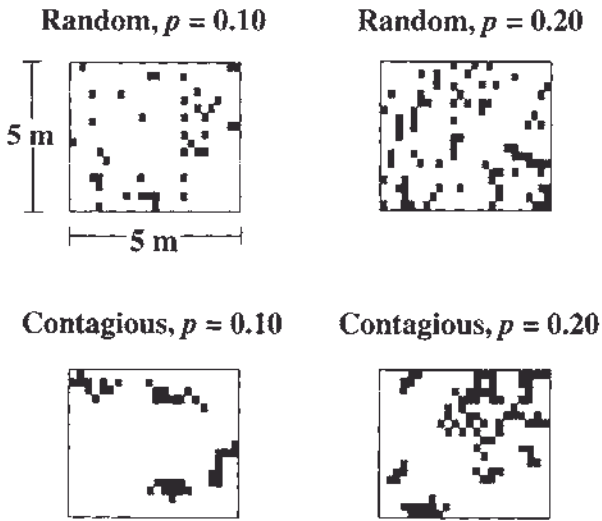 Random, p = 0.10
Random, p = 0.20
5 m
5 m
Contagious, p = 0.10
Contagious, p = 0.20